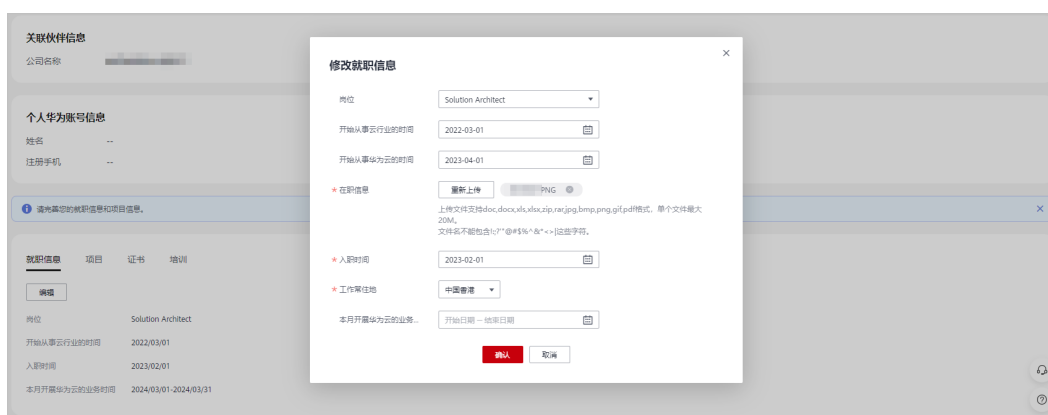 关联伙伴信息
公司名称
个人华为账号信息
姓名 --
注册手机 --
请完善您的就职信息和项目信息。
就职信息 项目 证书 培训
编辑
岗位 Solution Architect
开始从事云行业的时间 2022/03/01
入职时间 2023/02/01
本月开展华为云的业务时间 2024/03/01-2024/03/31
修改就职信息
岗位 Solution Architect
开始从事云行业的时间 2022-03-01
开始从事华为云的时间 2023-04-01
* 在职信息 重新上传 PNG
上传文件支持doc,docx,xls,xlsx,zip,rar,jpg,bmp,png,gif,pdf格式，单个文件最大
20M。
文件名不能包含!;?'"@#$%^&*<>|这些字符。
* 入职时间 2023-02-01
* 工作常住地 中国香港
本月开展华为云的业务... 开始日期 – 结束日期
确认 取消